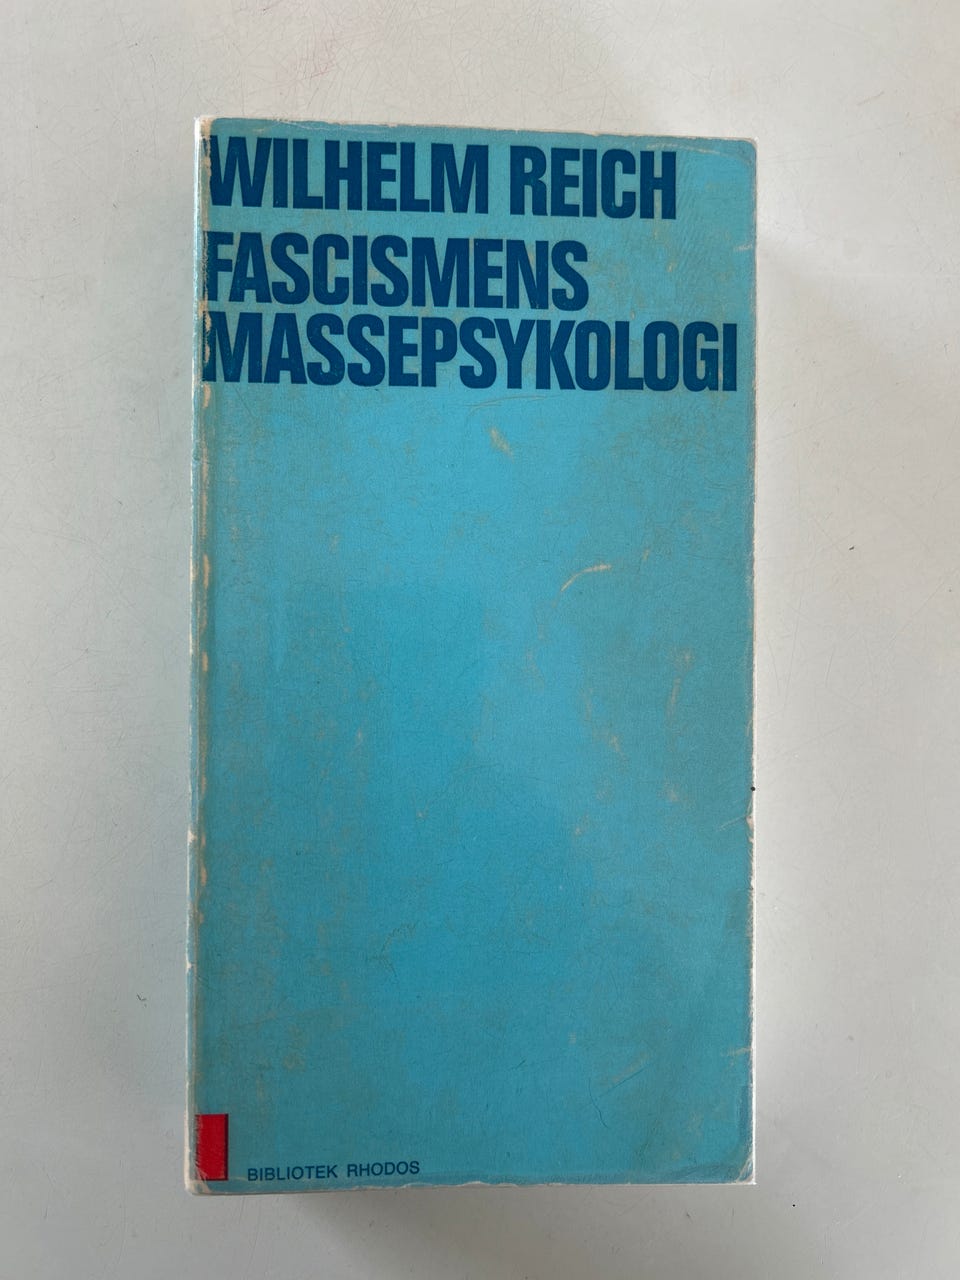 WILHELM REICH
FASCISMENS
MASSEPSYKOLOGI
BIBLIOTEK RHODOS